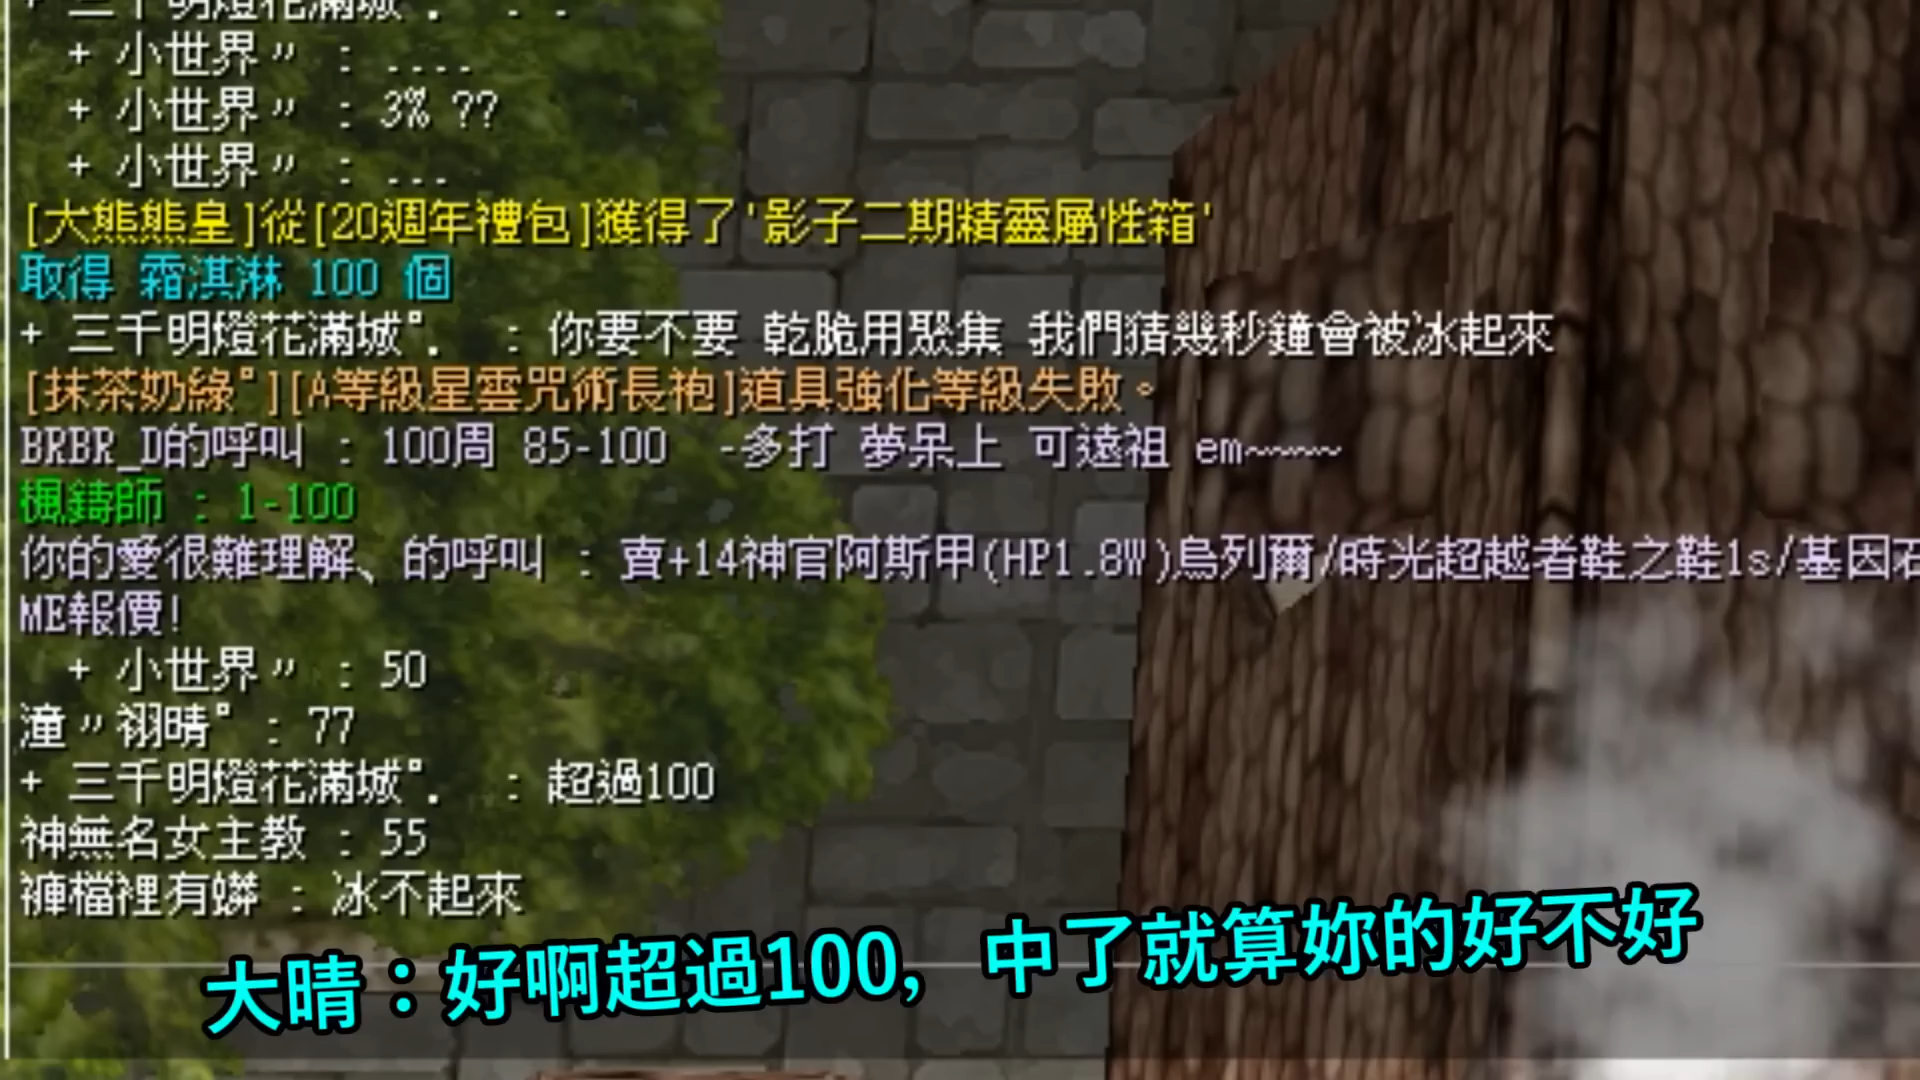 + 三千明燈花滿城".
+ 小世界〃 : ....
+ 小世界〃 : 3% ??
+ 小世界〃 : ...
[大熊熊皇]從[20週年禮包]獲得了'影子二期精靈屬性箱'
取得 霜淇淋 100 個
+ 三千明燈花滿城". : 你要不要 乾脆用聚集 我們猜幾秒鐘會被冰起來
[抹茶奶綠"][A等級星雲咒術長袍]道具強化等級失敗。
BRBR_D的呼叫 : 100周 85-100 -多打 夢呆上 可遠祖 em~~~~
楓鑄師 : 1-100
你的愛很難理解、的呼叫 : 賣+14神官阿斯甲(HP1.8W)烏列爾/時光超越者鞋之鞋1s/基因石
ME報價!
+ 小世界〃 : 50
潼〃祤晴" : 77
+ 三千明燈花滿城". : 超過100
神無名女主教 : 55
褲檔裡有蠎 : 冰不起來
大晴：好啊超過100，中了就算妳的好不好